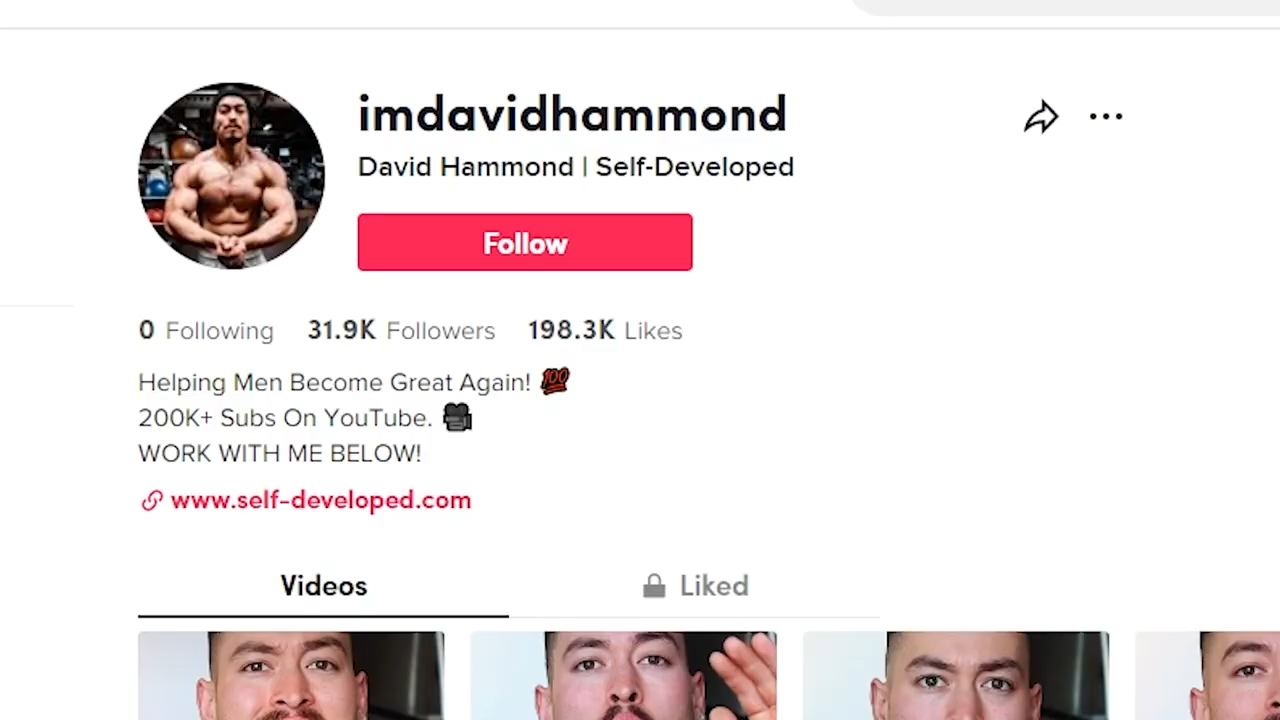 imdavidhammond
David Hammond | Self-Developed
Follow
0 Following 31.9K Followers 198.3K Likes
Helping Men Become Great Again! 💯
200K+ Subs On YouTube. 🎥
WORK WITH ME BELOW!
www.self-developed.com
Videos Liked